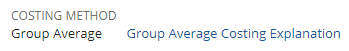 COSTING METHOD
Group Average Group Average Costing Explanation